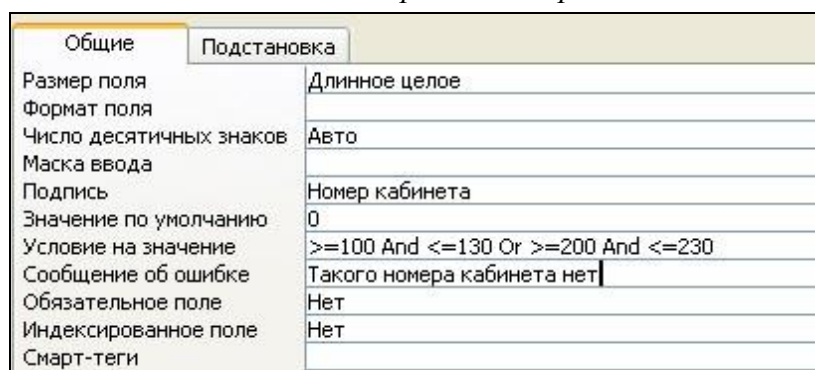 Общие Подстановка
Размер поля Длинное целое
Формат поля
Число десятичных знаков Авто
Маска ввода
Подпись Номер кабинета
Значение по умолчанию 0
Условие на значение >=100 And <=130 Or >=200 And <=230
Сообщение об ошибке Такого номера кабинета нет
Обязательное поле Нет
Индексированное поле Нет
Смарт-теги